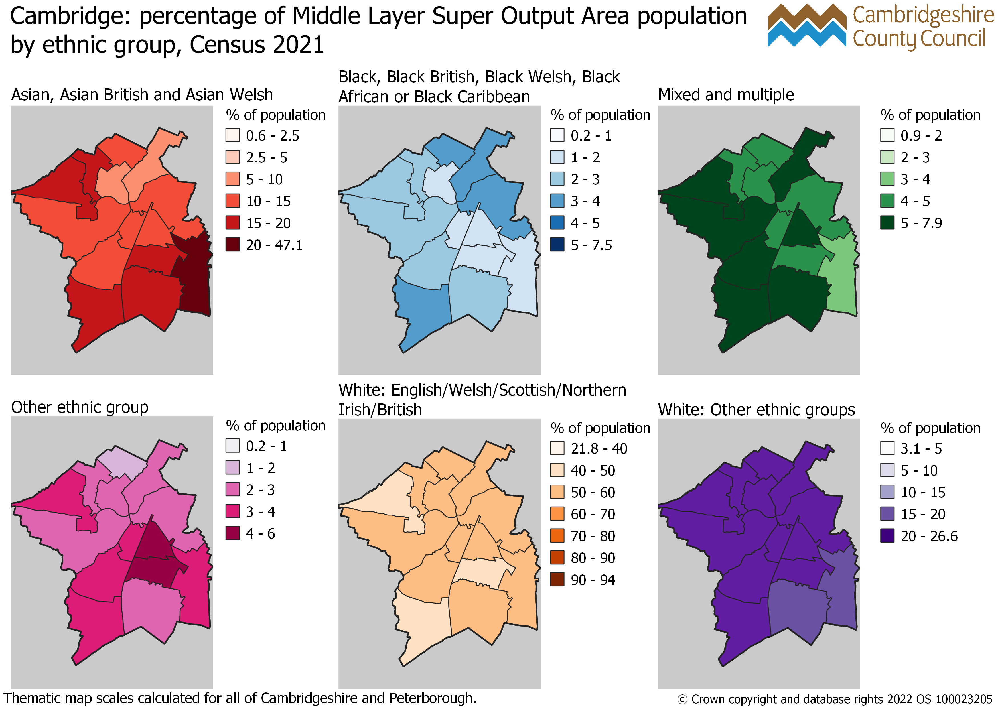 Cambridge: percentage of Middle Layer Super Output Area population
by ethnic group, Census 2021
Cambridgeshire
County Council
Asian, Asian British and Asian Welsh
% of population
0.6 - 2.5
2.5 - 5
5 - 10
10 - 15
15 - 20
20 - 47.1
Black, Black British, Black Welsh, Black
African or Black Caribbean
% of population
0.2 - 1
1 - 2
2 - 3
3 - 4
4 - 5
5 - 7.5
Mixed and multiple
% of population
0.9 - 2
2 - 3
3 - 4
4 - 5
5 - 7.9
Other ethnic group
% of population
0.2 - 1
1 - 2
2 - 3
3 - 4
4 - 6
White: English/Welsh/Scottish/Northern
Irish/British
% of population
21.8 - 40
40 - 50
50 - 60
60 - 70
70 - 80
80 - 90
90 - 94
White: Other ethnic groups
% of population
3.1 - 5
5 - 10
10 - 15
15 - 20
20 - 26.6
Thematic map scales calculated for all of Cambridgeshire and Peterborough.
© Crown copyright and database rights 2022 OS 100023205